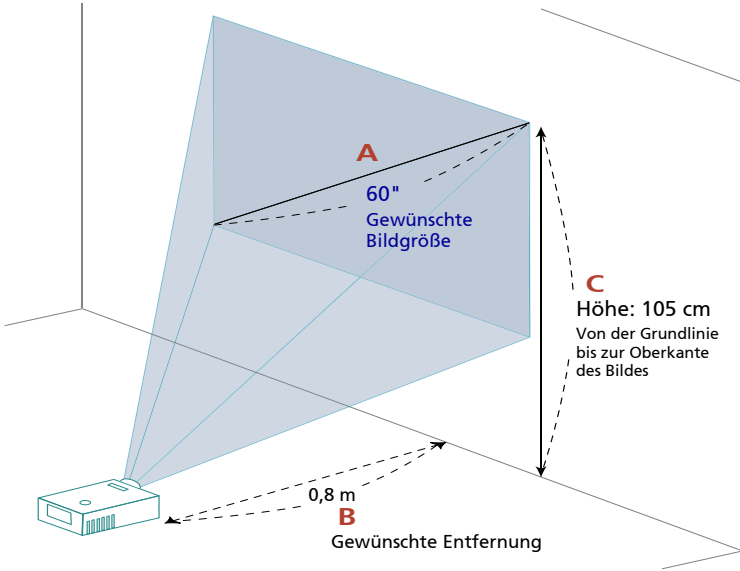 A
60"
Gewünschte
Bildgröße
C
Höhe: 105 cm
Von der Grundlinie
bis zur Oberkante
des Bildes
0,8 m
B
Gewünschte Entfernung